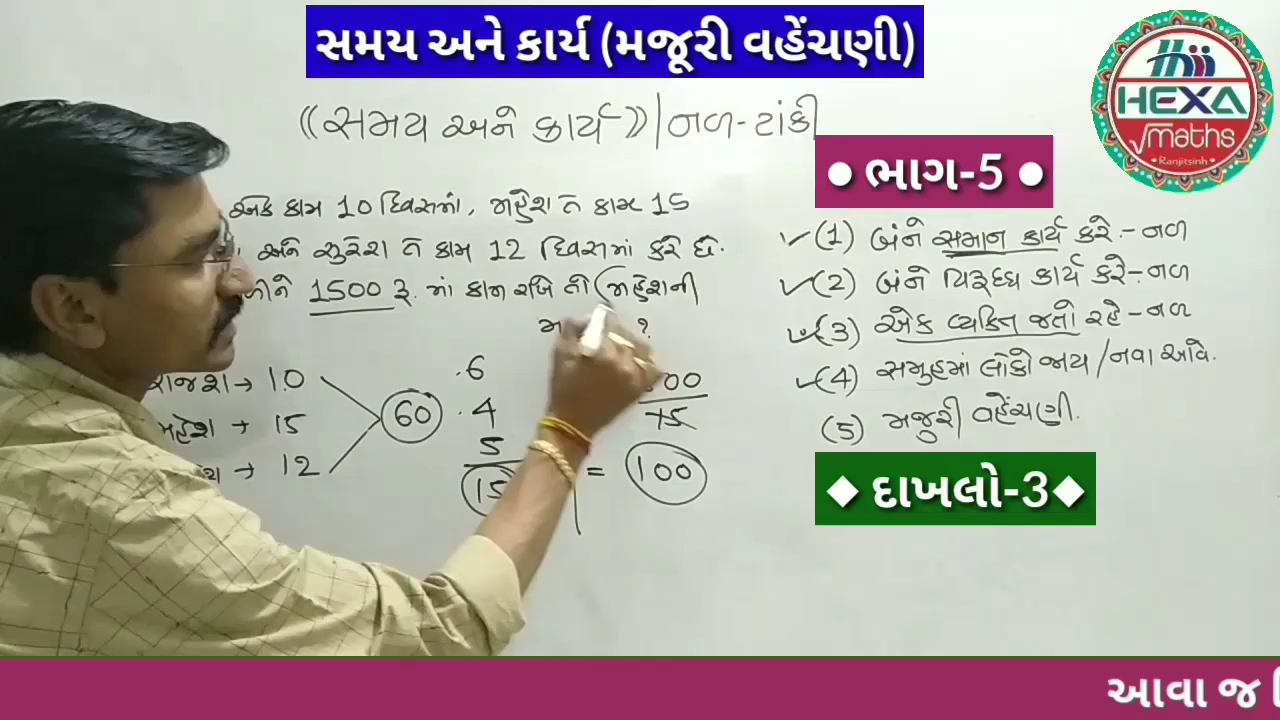 સમય અને કાર્ય (મજૂરી વહેંચણી)
HEXA
maths
Ranjitsinh
《સમય અને કાર્ય》/ નળ-ટાંકી
● ભાગ-5 ●
એક કામ 10 દિવસમાં, મહેશ તે કામ 15
અને સુરેશ તે કામ 12 દિવસમાં કરે છે.
1500 રૂ. માં કામ રાખે તો (મહેશની
?
→ 10
→ 15
→ 12
60
6
4
5
15
00
15
= 100
(1) બંને સમાન કાર્ય કરે - નળ
(2) બંને વિરૂધ્ધ કાર્ય કરે - નળ
(3) એક વ્યકિત જતો રહે - નળ
(4) સમુહમાં લોકો જાય / નવા આવે.
(5) મજુરી વહેંચણી.
◆ દાખલો-3◆
આવા જ